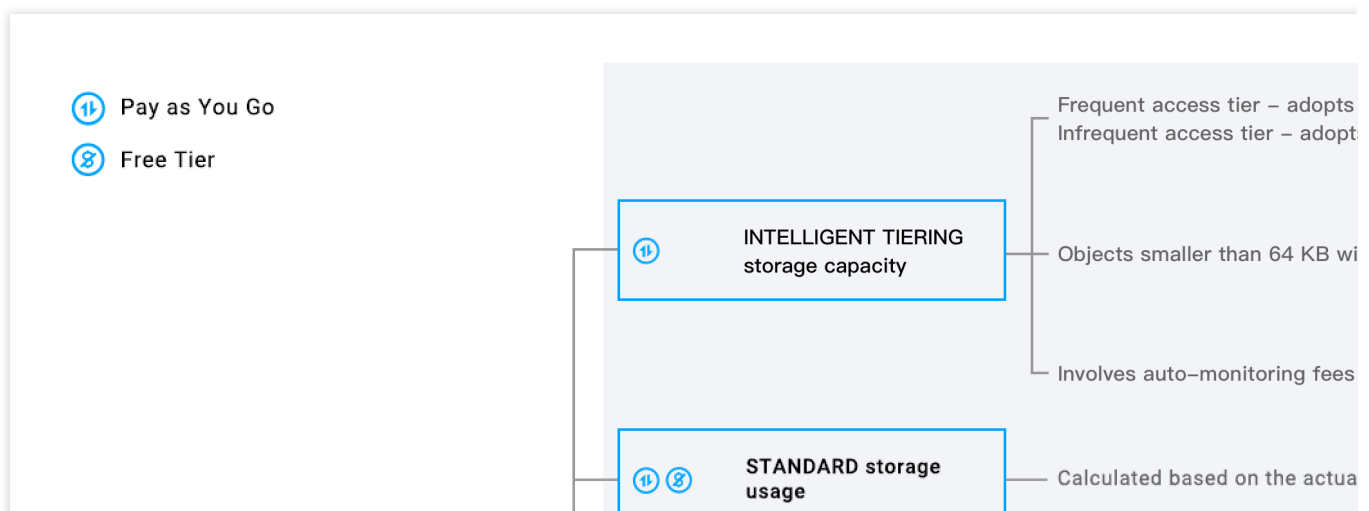 Pay as You Go
Free Tier
Frequent access tier – adopts
Infrequent access tier – adopts
INTELLIGENT TIERING
storage capacity
Objects smaller than 64 KB wi
Involves auto–monitoring fees
STANDARD storage
usage
Calculated based on the actua